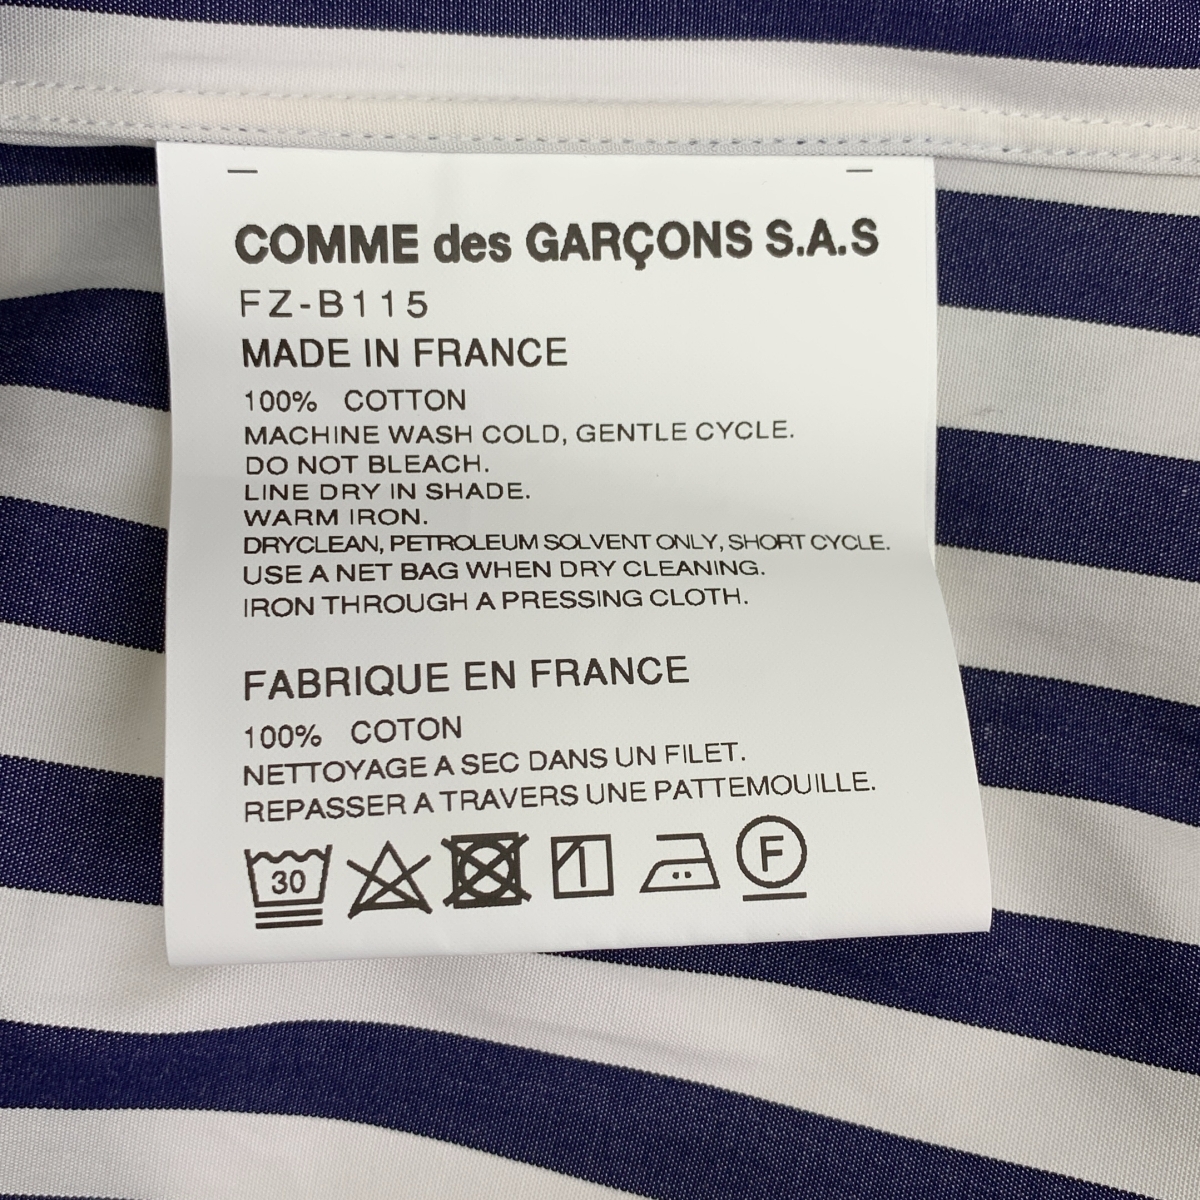 COMME des GARÇONS S.A.S
FZ-B115
MADE IN FRANCE
100% COTTON
MACHINE WASH COLD, GENTLE CYCLE.
DO NOT BLEACH.
LINE DRY IN SHADE.
WARM IRON.
DRYCLEAN, PETROLEUM SOLVENT ONLY, SHORT CYCLE.
USE A NET BAG WHEN DRY CLEANING.
IRON THROUGH A PRESSING CLOTH.
FABRIQUE EN FRANCE
100% COTON
NETTOYAGE A SEC DANS UN FILET.
REPASSER A TRAVERS UNE PATTEMOUILLE.
30 F